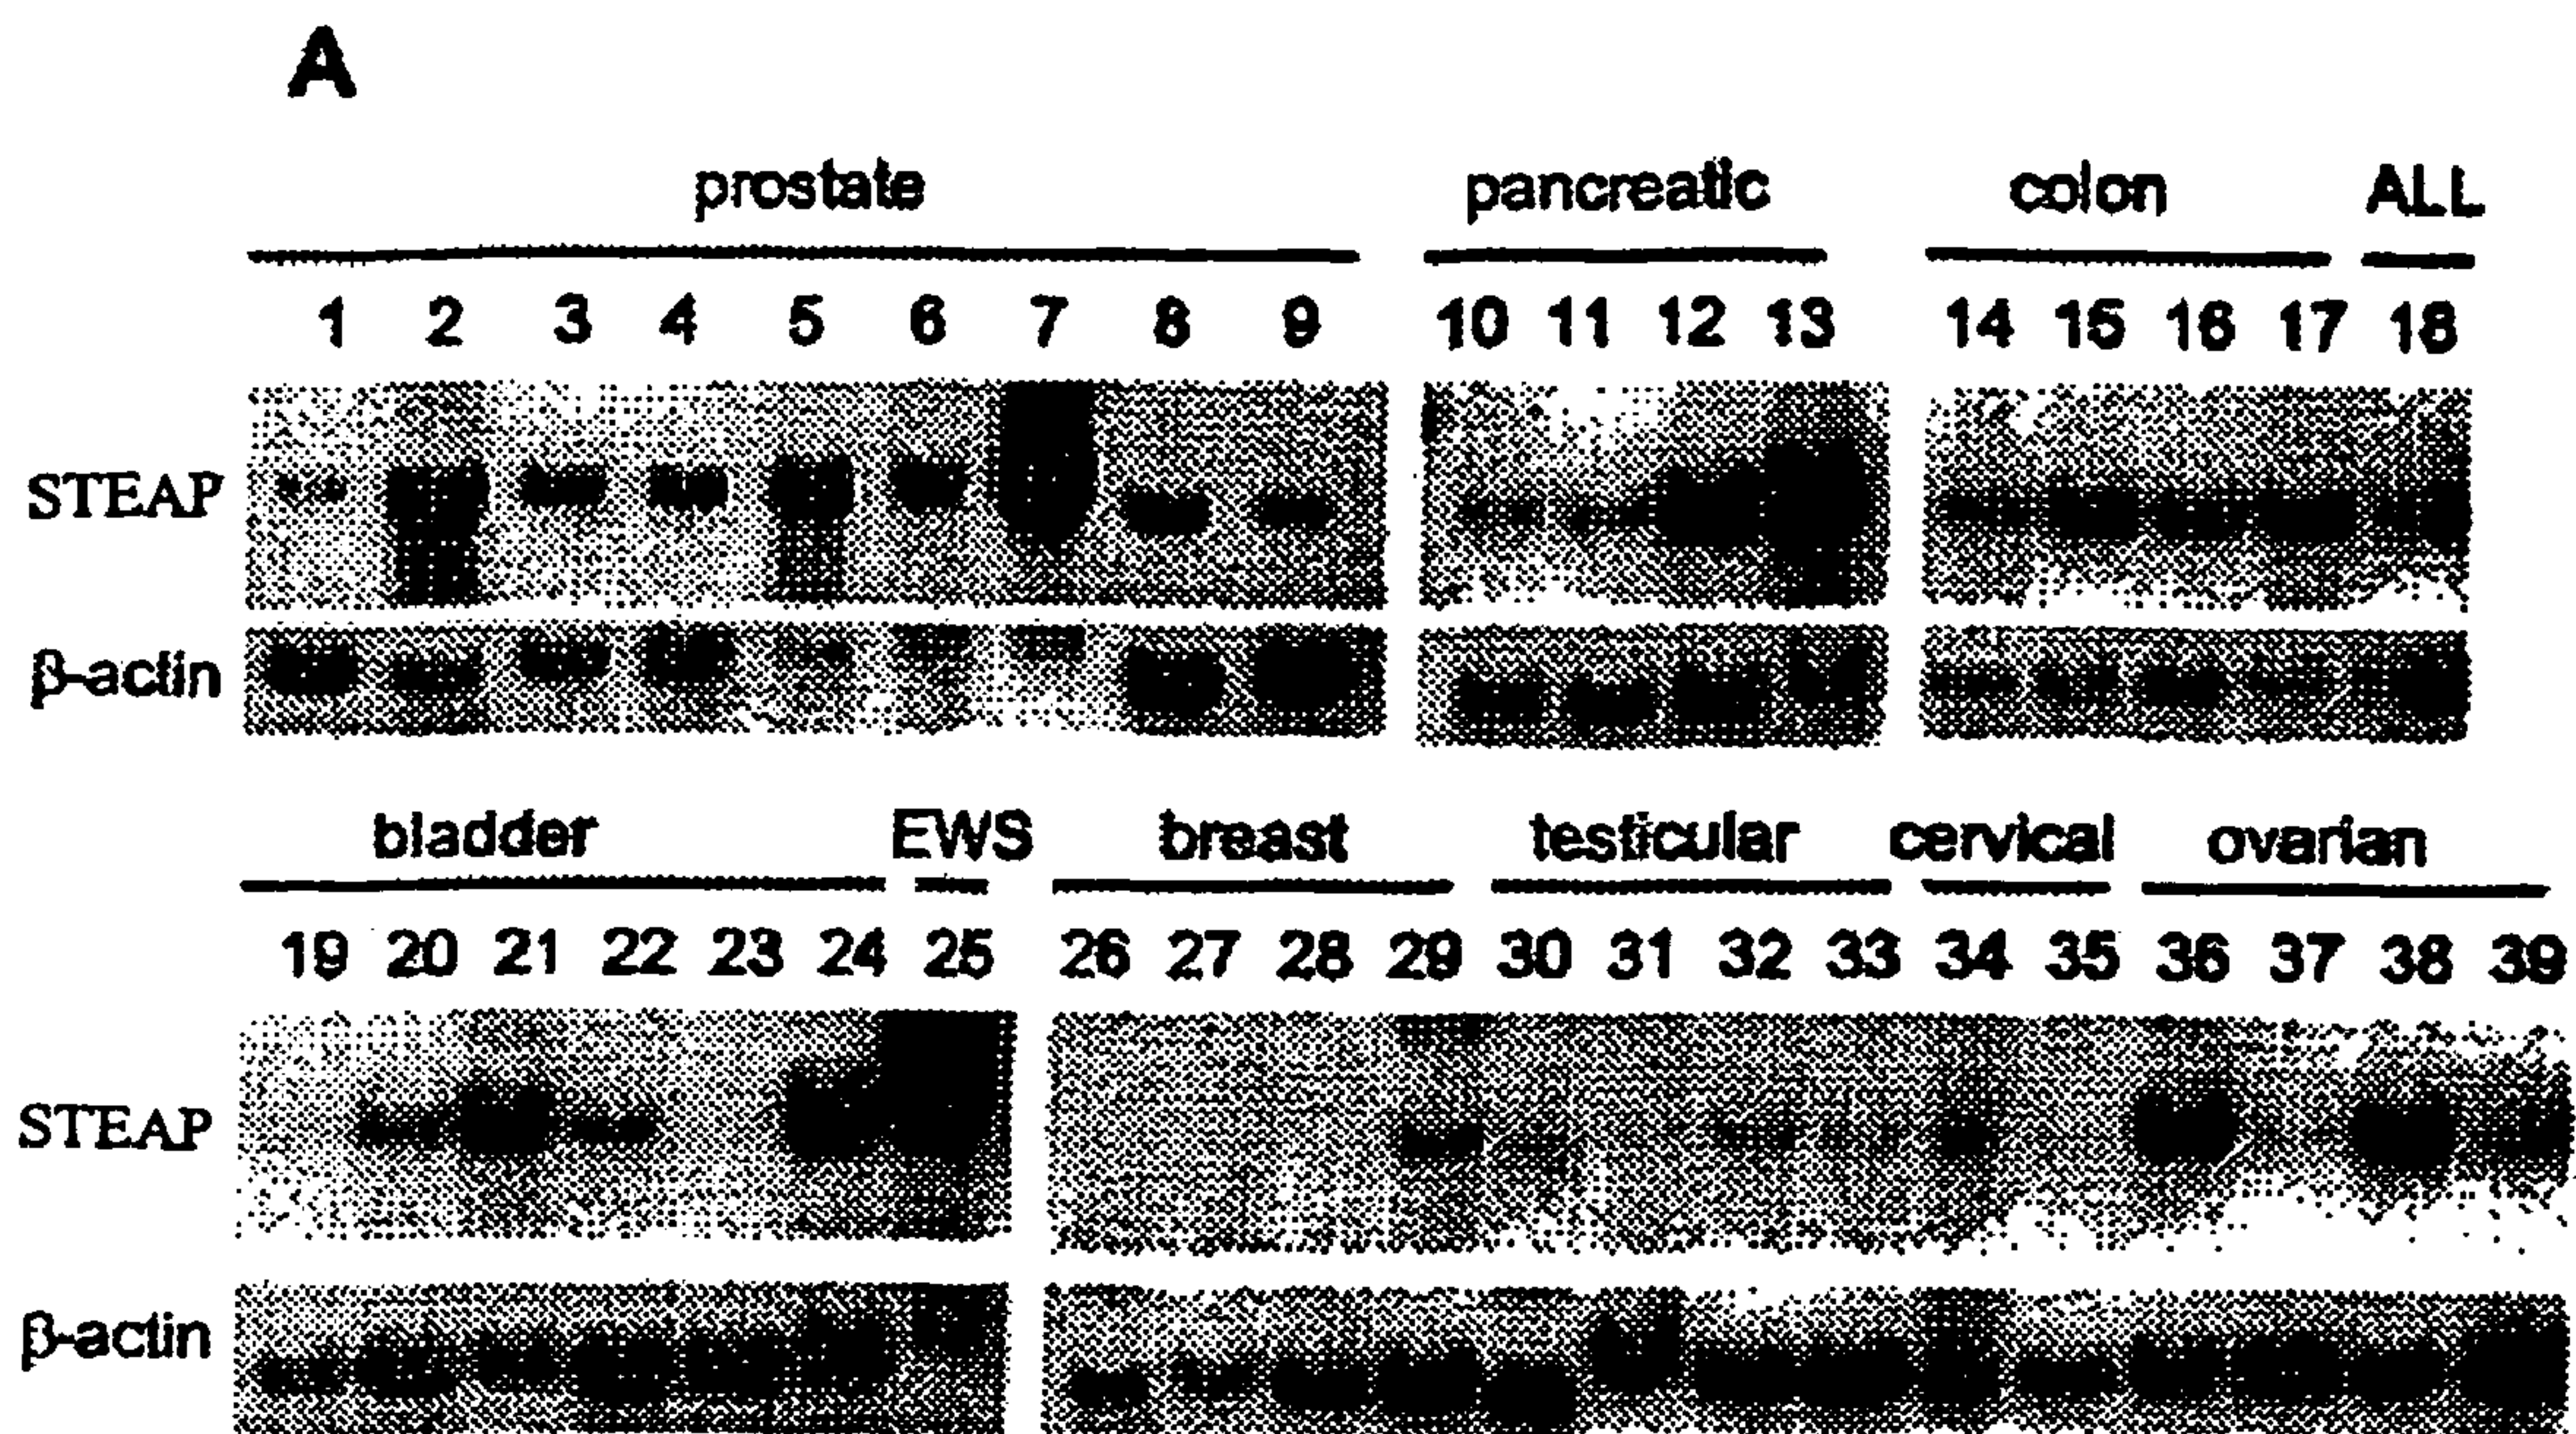 A
prostate pancreatic colon ALL
1 2 3 4 5 6 7 8 9 10 11 12 13 14 15 16 17 18
STEAP
β-actin
bladder EWS breast testicular cervical ovarian
19 20 21 22 23 24 25 26 27 28 29 30 31 32 33 34 35 36 37 38 39
STEAP
β-actin